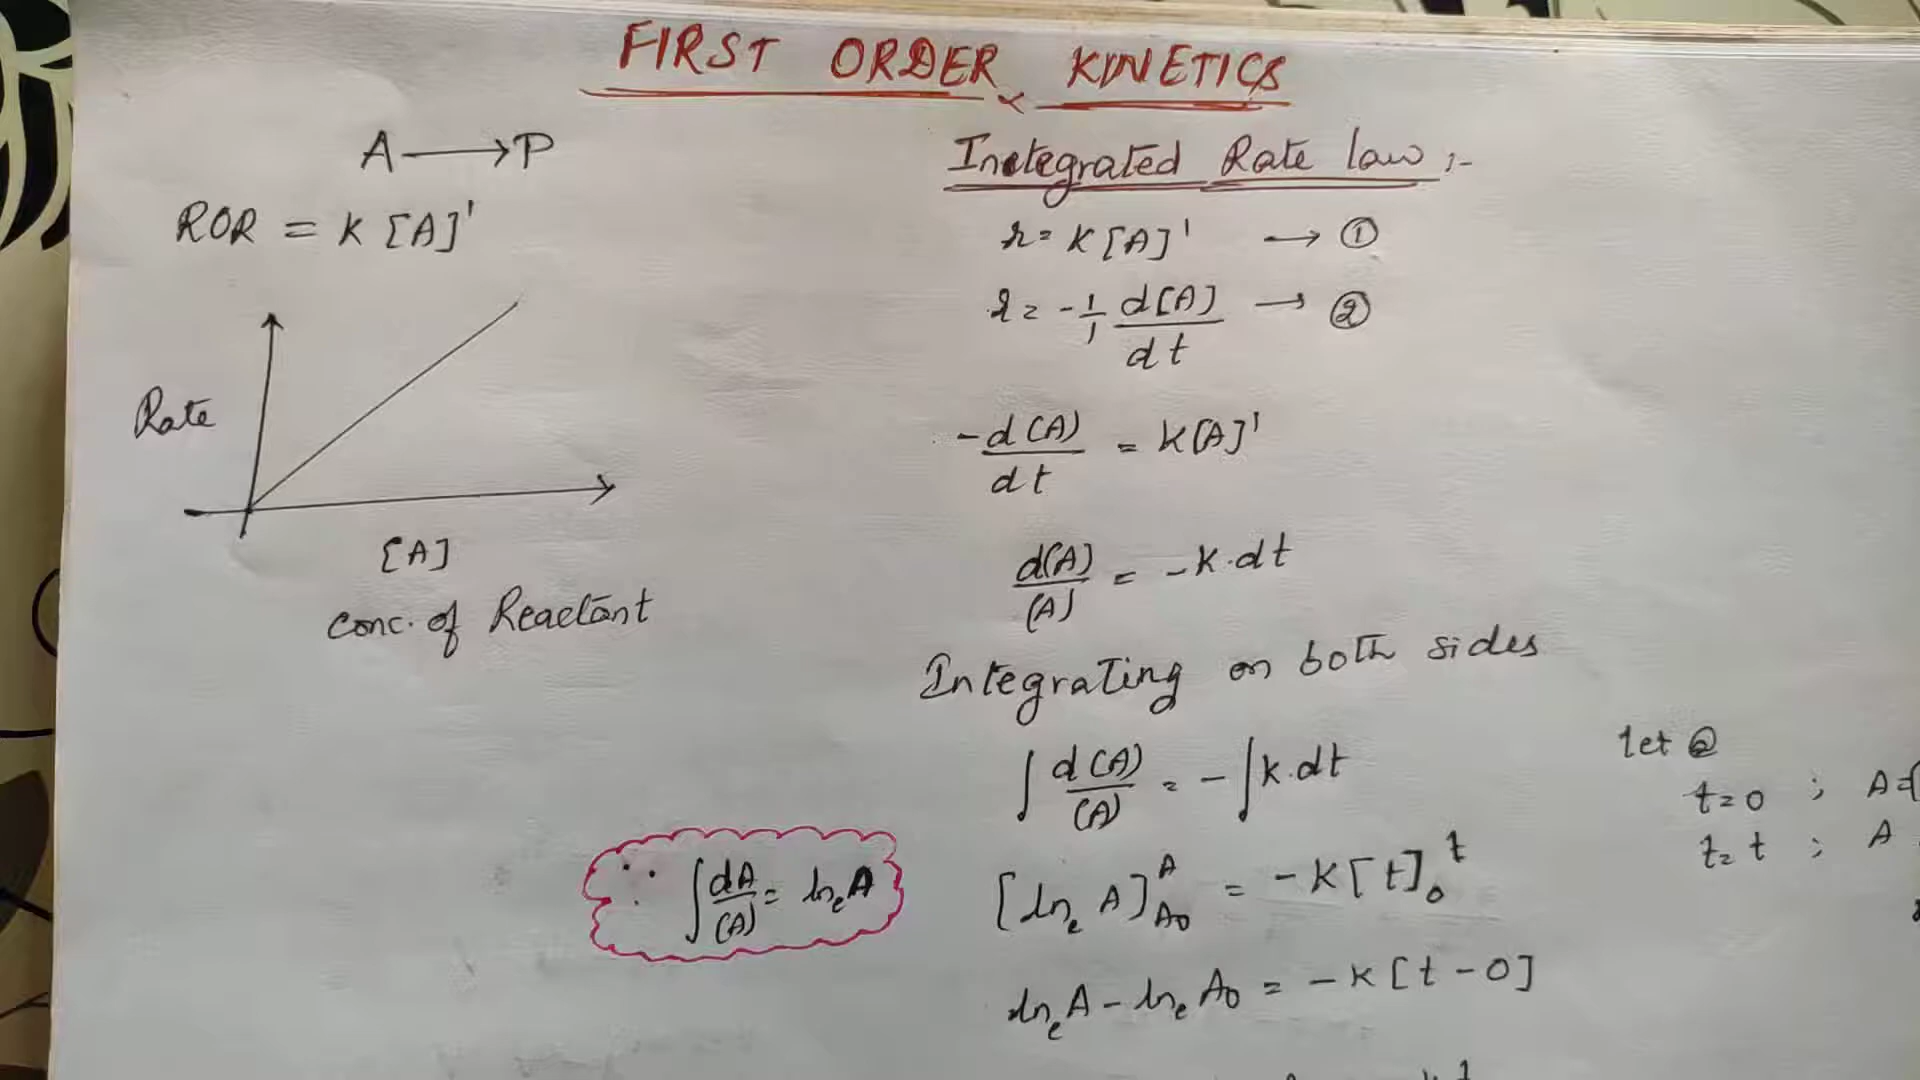 FIRST ORDER KINETICS
A ⟶ P
ROR = K [A]¹
Rate
[A]
conc. of Reactant
Integrated Rate law :-
r = K[A]¹ → ①
r = -1/1 d[A]/dt → ②
-d(A)/dt = K[A]¹
d(A)/(A) = -K.dt
Integrating on both sides
∫ d(A)/(A) = - ∫ K.dt
let @
t=0 ; A=(
t=t ; A
∵ ∫ dA/(A) = lnₑA
[lnₑ A]ᴬ_A₀ = -K[t]₀ᵗ
lnₑA - lnₑA₀ = -K[t-0]